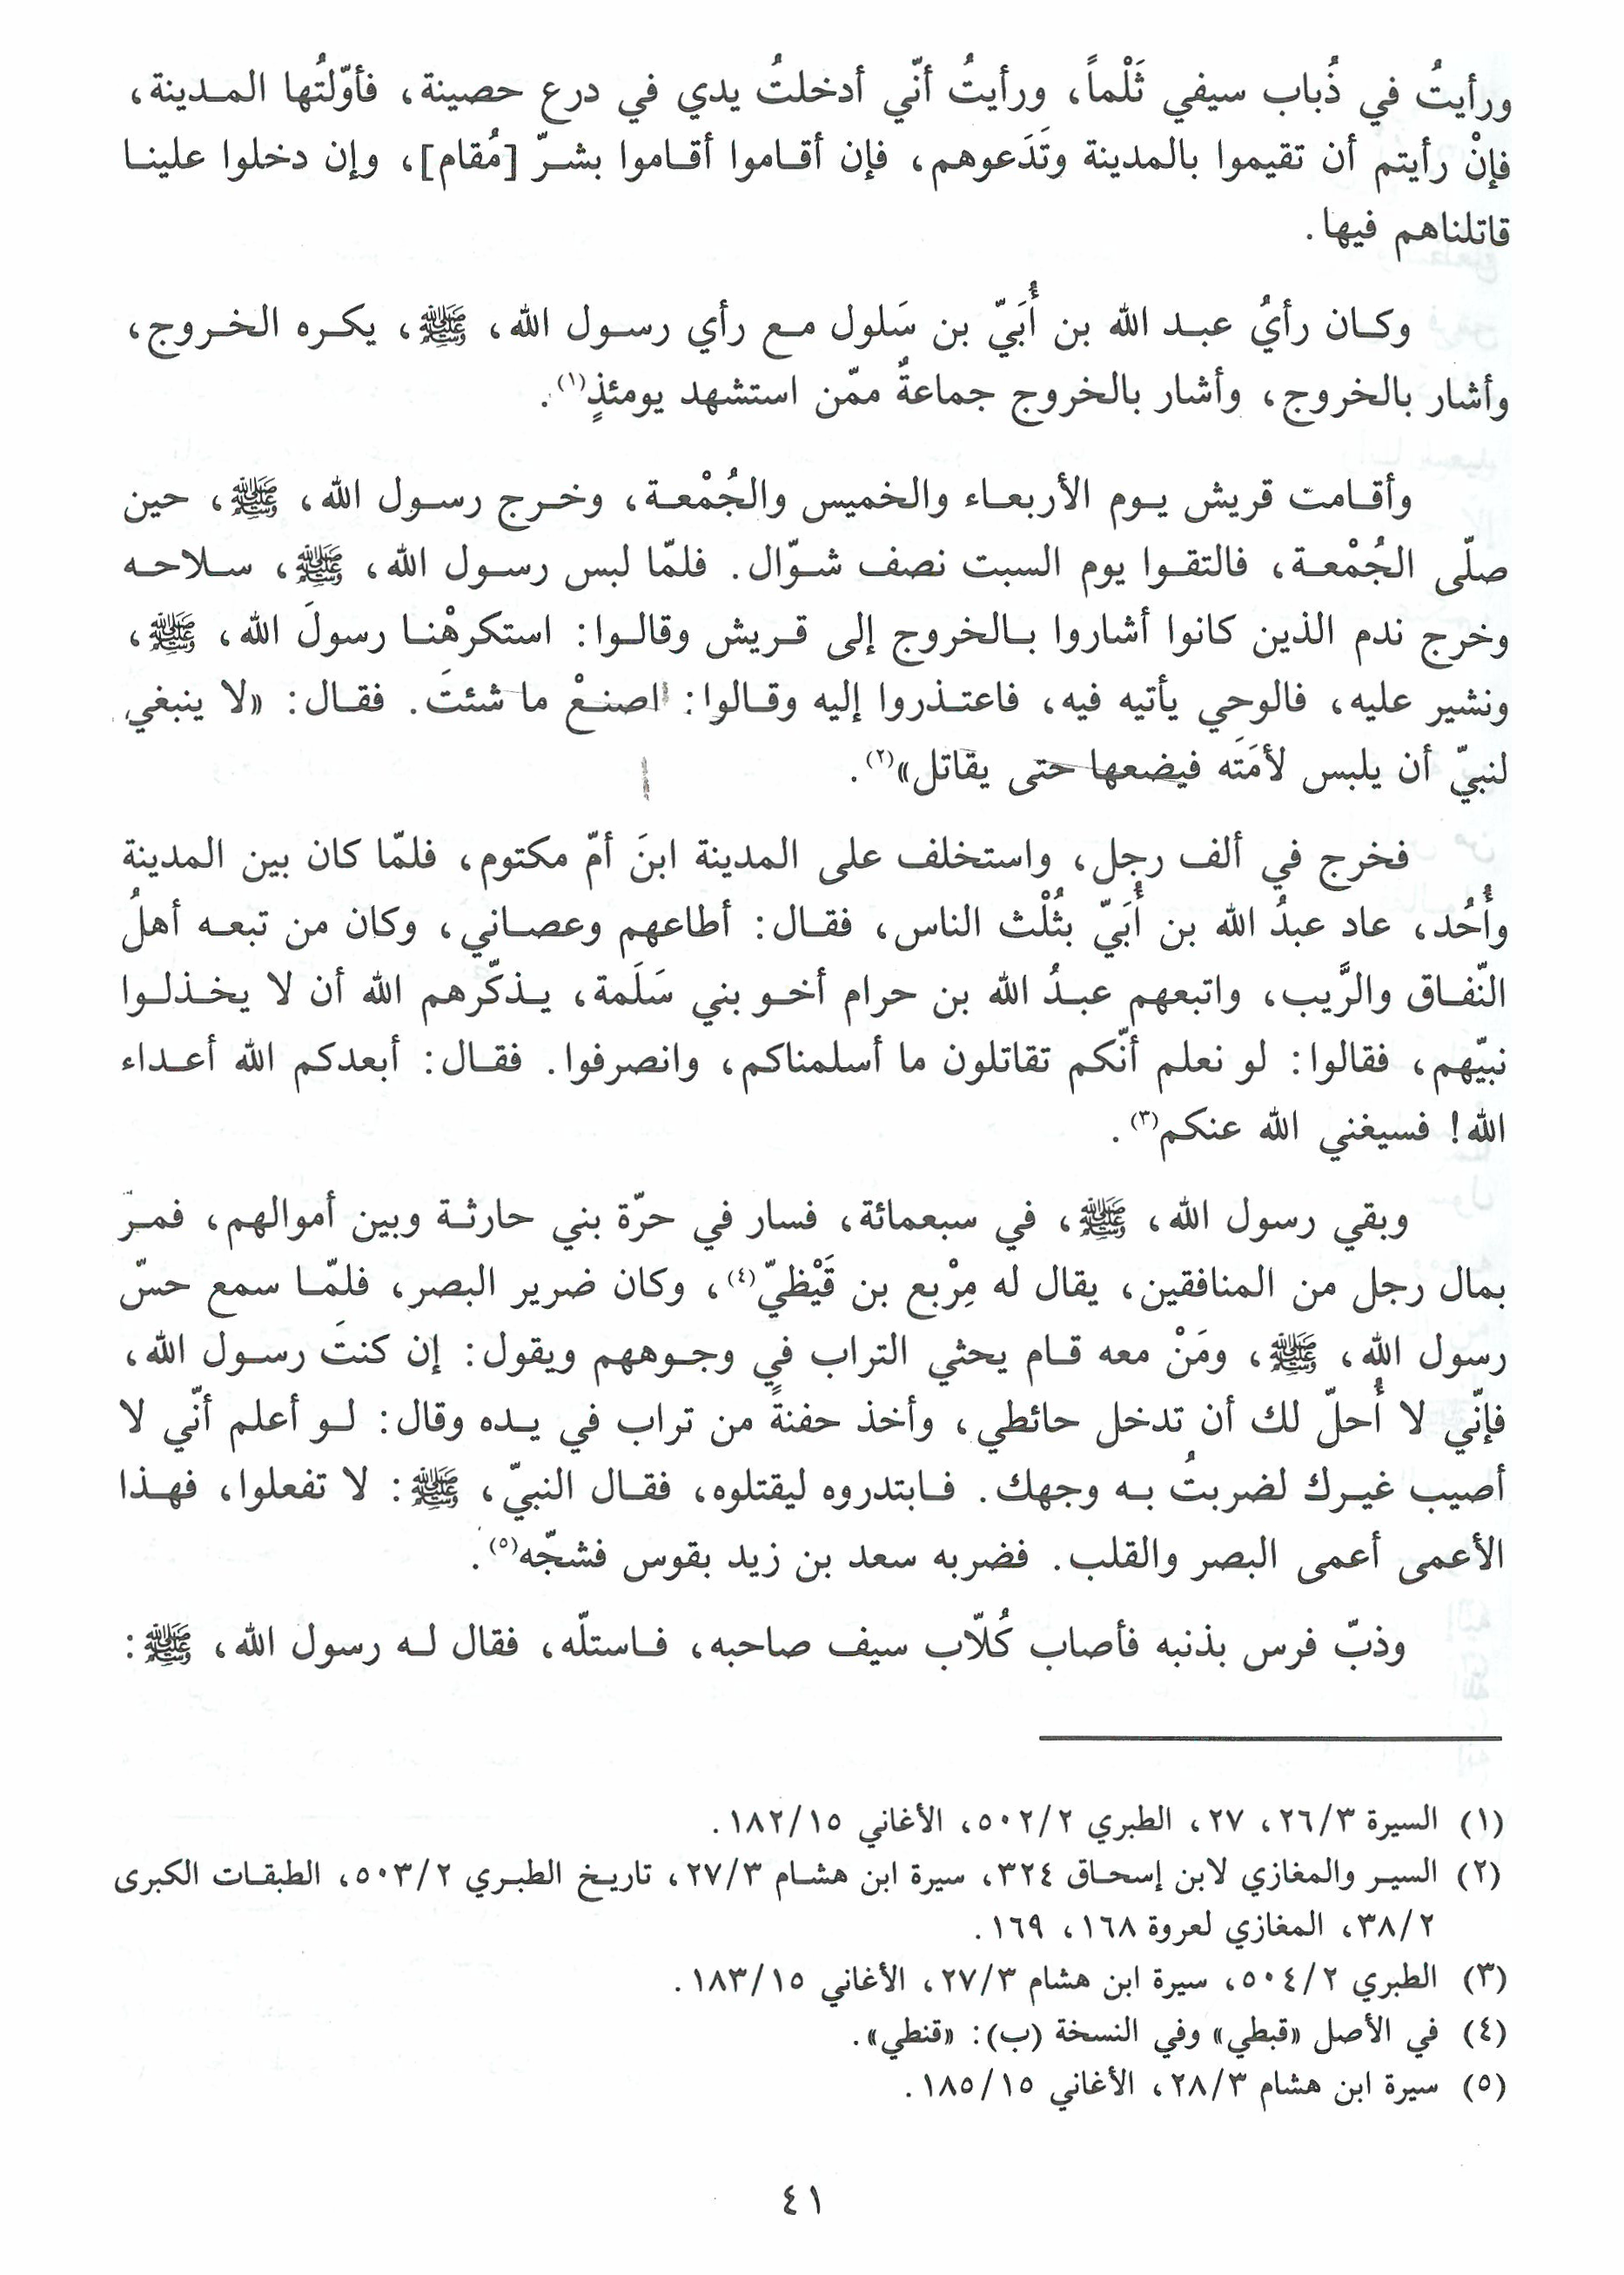 ورأيتُ في ذُباب سيفي ثَلْماً، ورأيتُ أنّي أدخلتُ يدي في درع حصينة، فأوّلتُها المدينة،
فإنْ رأيتم أن تقيموا بالمدينة وتَدَعوهم، فإن أقاموا أقاموا بشرّ [مُقام]، وإن دخلوا علينا
قاتلناهم فيها.
وكان رأيُ عبد الله بن أُبَيّ بن سَلول مع رأي رسول الله، ﷺ، يكره الخروج،
وأشار بالخروج، وأشار بالخروج جماعةٌ ممّن استشهد يومئذٍ(١).
وأقامت قريش يوم الأربعاء والخميس والجُمْعة، وخرج رسول الله، ﷺ، حين
صلّى الجُمْعة، فالتقوا يوم السبت نصف شوّال. فلمّا لبس رسول الله، ﷺ، سلاحه
وخرج ندم الذين كانوا أشاروا بالخروج إلى قريش وقالوا: استكرهْنا رسولَ الله، ﷺ،
ونشير عليه، فالوحي يأتيه فيه، فاعتذروا إليه وقالوا: اصنعْ ما شئتَ. فقال: «لا ينبغي
لنبيّ أن يلبس لأمَتَه فيضعها حتى يقاتل»(٢).
فخرج في ألف رجل، واستخلف على المدينة ابنَ أمّ مكتوم، فلمّا كان بين المدينة
وأُحُد، عاد عبدُ الله بن أُبَيّ بثُلْث الناس، فقال: أطاعهم وعصاني، وكان من تبعه أهلُ
النّفاق والرَّيب، واتبعهم عبدُ الله بن حرام أخو بني سَلَمة، يذكّرهم الله أن لا يخذلوا
نبيّهم، فقالوا: لو نعلم أنّكم تقاتلون ما أسلمناكم، وانصرفوا. فقال: أبعدكم الله أعداء
الله! فسيغني الله عنكم(٣).
وبقي رسول الله، ﷺ، في سبعمائة، فسار في حرّة بني حارثة وبين أموالهم، فمرّ
بمال رجل من المنافقين، يقال له مِرْبع بن قَيْظيّ(٤)، وكان ضرير البصر، فلمّا سمع حسّ
رسول الله، ﷺ، ومَنْ معه قام يحثي التراب في وجوههم ويقول: إن كنتَ رسول الله،
فإنّي لا أُحلّ لك أن تدخل حائطي، وأخذ حفنةً من تراب في يده وقال: لو أعلم أنّي لا
أصيب غيرك لضربتُ به وجهك. فابتدروه ليقتلوه، فقال النبيّ، ﷺ: لا تفعلوا، فهذا
الأعمى أعمى البصر والقلب. فضربه سعد بن زيد بقوس فشجّه(٥).
وذبّ فرس بذنبه فأصاب كُلّاب سيف صاحبه، فاستلّه، فقال له رسول الله، ﷺ:
(١) السيرة ٢٦/٣، ٢٧، الطبري ٥٠٢/٢، الأغاني ١٨٢/١٥.
(٢) السير والمغازي لابن إسحاق ٣٢٤، سيرة ابن هشام ٢٧/٣، تاريخ الطبري ٥٠٣/٢، الطبقات الكبرى
٣٨/٢، المغازي لعروة ١٦٨، ١٦٩.
(٣) الطبري ٥٠٤/٢، سيرة ابن هشام ٢٧/٣، الأغاني ١٨٣/١٥.
(٤) في الأصل «قبطي» وفي النسخة (ب): «قنطي».
(٥) سيرة ابن هشام ٢٨/٣، الأغاني ١٨٥/١٥.
٤١